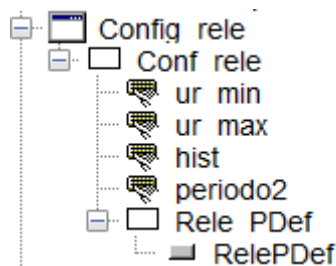 Config rele
Conf rele
ur min
ur max
hist
periodo2
Rele PDef
RelePDef